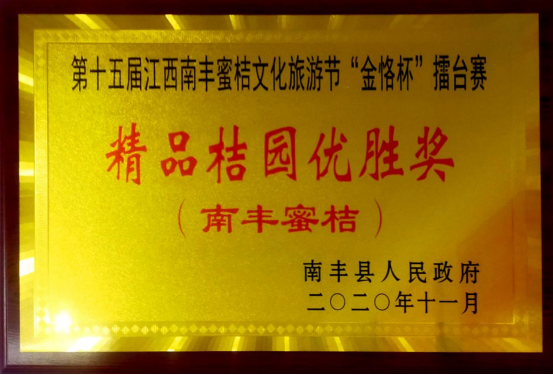 第十五届江西南丰蜜桔文化旅游节“金恪杯”擂台赛
精品桔园优胜奖
（南丰蜜桔）
南丰县人民政府
二〇二〇年十一月